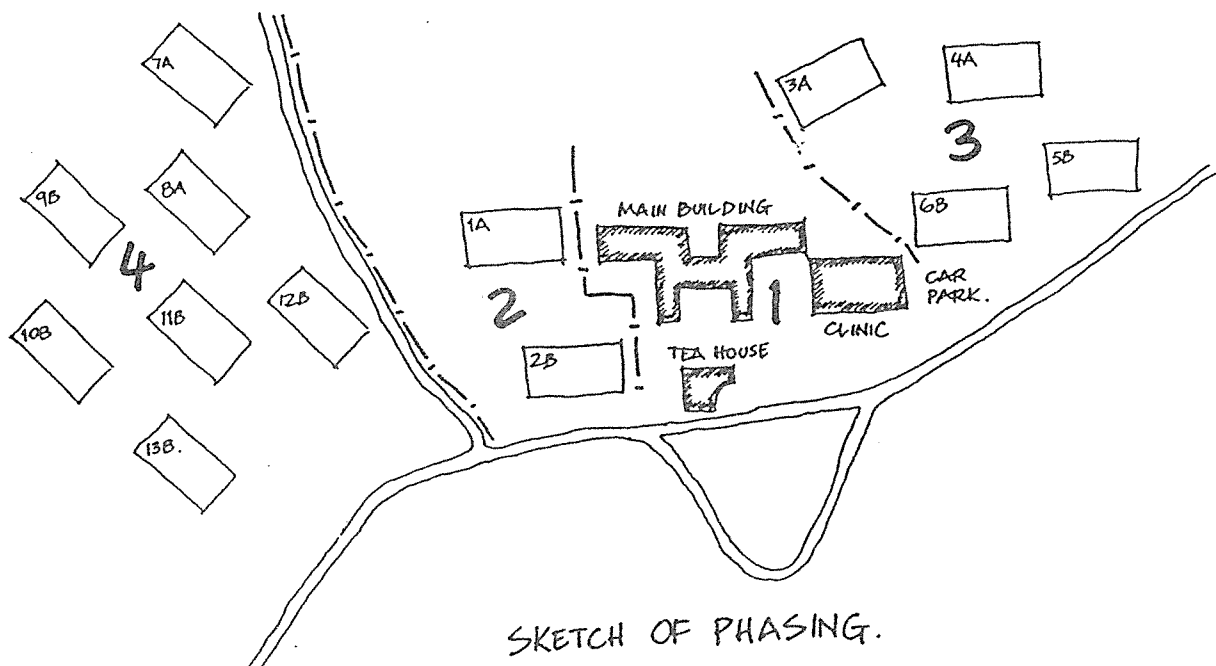 7A
3A
4A
3
5B
9B
8A
6B
1A
MAIN BUILDING
4
2
1
CAR
PARK.
12B
11B
10B
CLINIC
2B
TEA HOUSE
13B.
SKETCH OF PHASING.